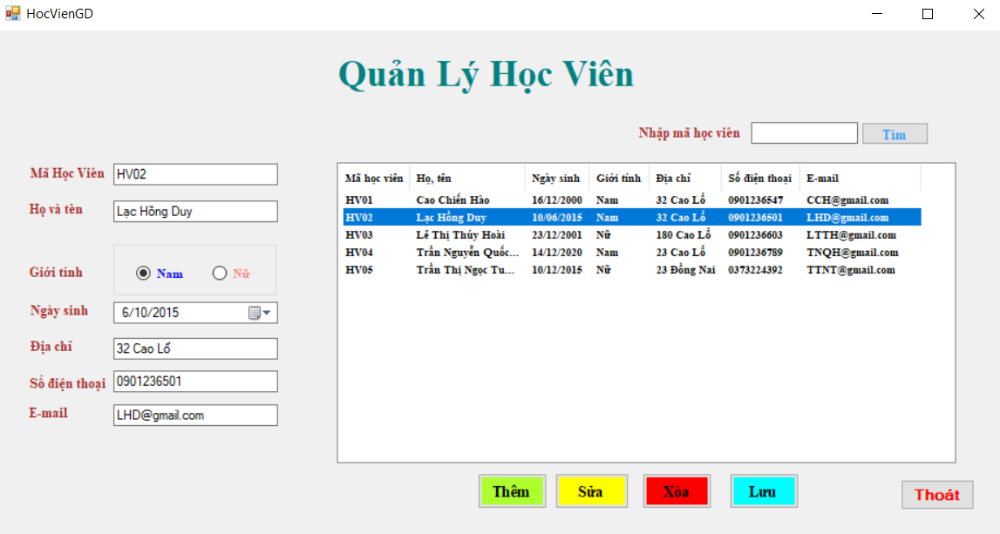 HocVienGD
Quản Lý Học Viên
Nhập mã học viên Tìm
Mã Học Viên HV02
Họ và tên Lạc Hồng Duy
Giới tính Nam Nữ
Ngày sinh 6/10/2015
Địa chỉ 32 Cao Lổ
Số điện thoại 0901236501
E-mail LHD@gmail.com
Mã học viên Họ, tên Ngày sinh Giới tính Địa chỉ Số điện thoại E-mail
HV01 Cao Chiến Hào 16/12/2000 Nam 32 Cao Lổ 0901236547 CCH@gmail.com
HV02 Lạc Hồng Duy 10/06/2015 Nam 32 Cao Lổ 0901236501 LHD@gmail.com
HV03 Lê Thị Thúy Hoài 23/12/2001 Nữ 180 Cao Lổ 0901236603 LTTH@gmail.com
HV04 Trần Nguyễn Quốc... 14/12/2020 Nam 23 Cao Lổ 0901236789 TNQH@gmail.com
HV05 Trần Thị Ngọc Tu... 10/12/2015 Nữ 23 Đồng Nai 0373224392 TTNT@gmail.com
Thêm Sửa Xóa Lưu Thoát